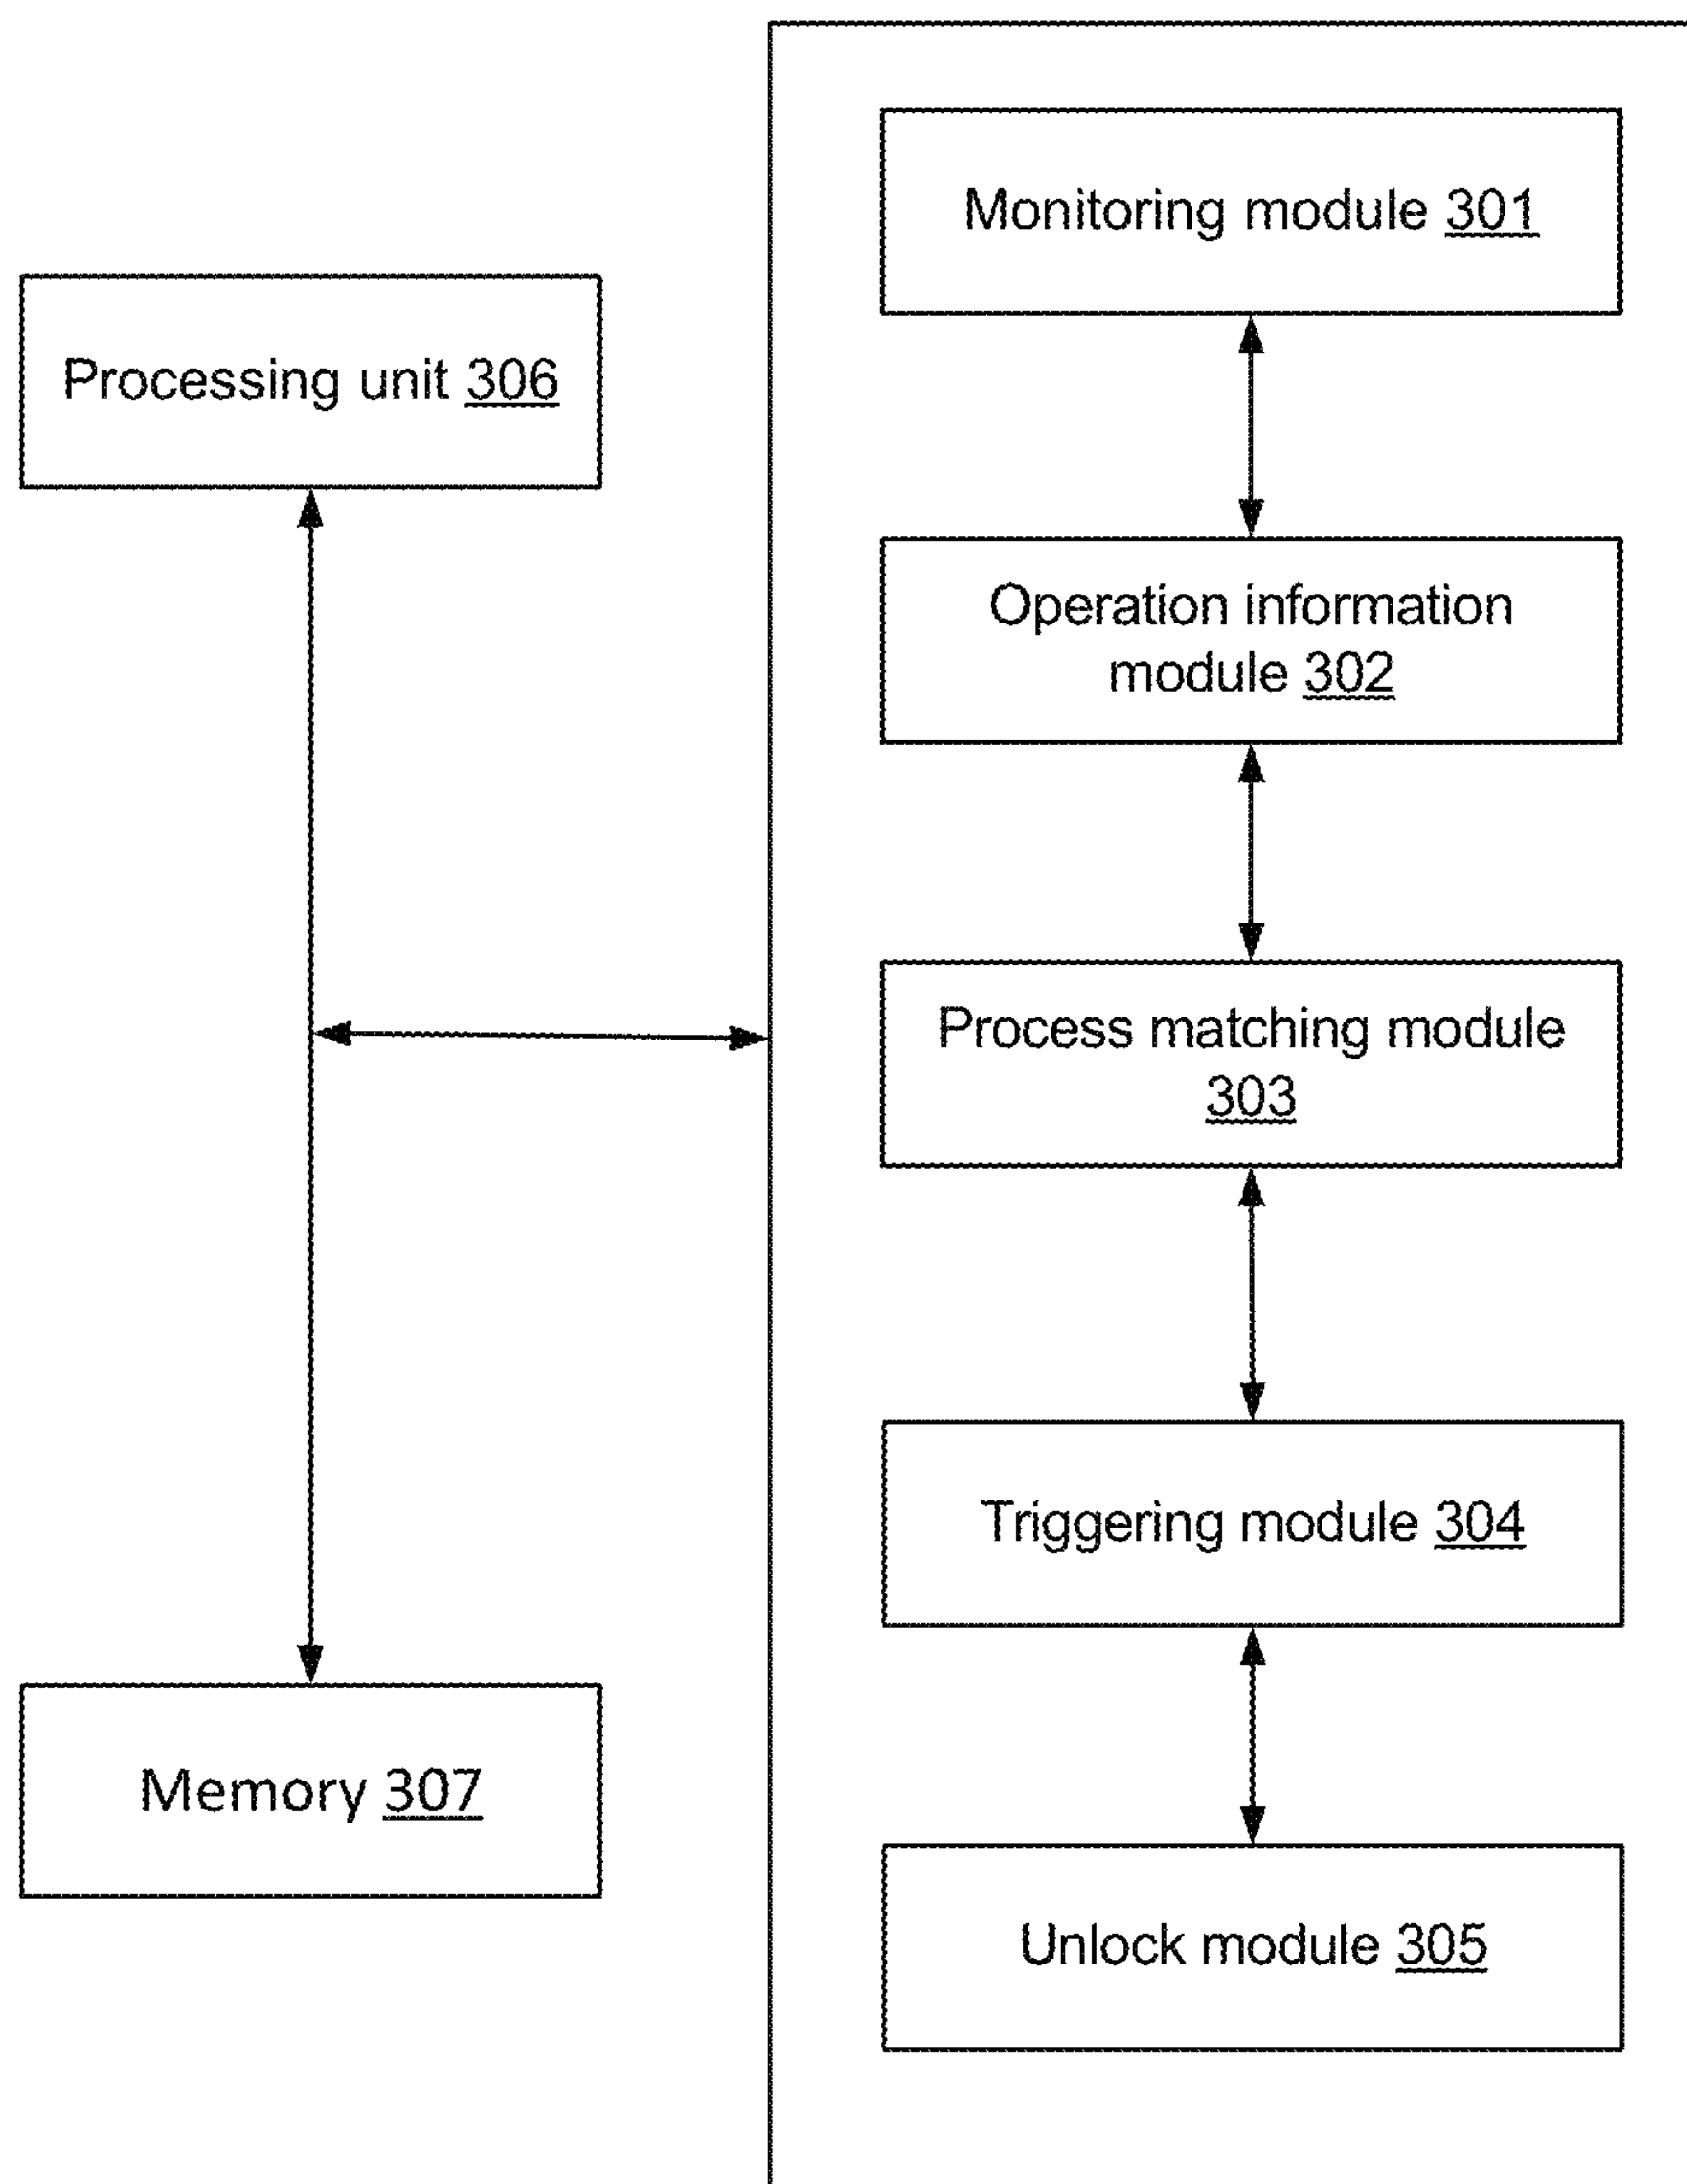 Monitoring module 301
Processing unit 306
Operation information
module 302
Process matching module
303
Triggering module 304
Memory 307
Unlock module 305